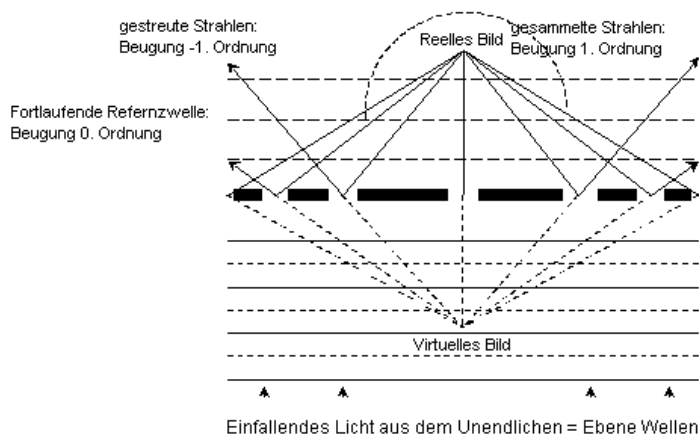 gestreute Strahlen:
Beugung -1. Ordnung
gesammelte Strahlen:
Beugung 1. Ordnung
Reelles Bild
Fortlaufende Refernzwelle:
Beugung 0. Ordnung
Virtuelles Bild
Einfallendes Licht aus dem Unendlichen = Ebene Wellen